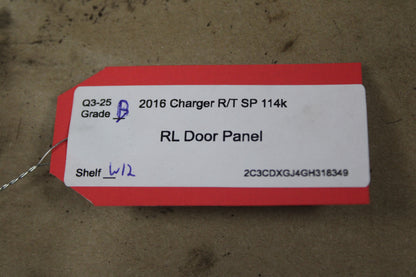 Q3-25
Grade B
2016 Charger R/T SP 114k
RL Door Panel
Shelf W12
2C3CDXGJ4GH318349